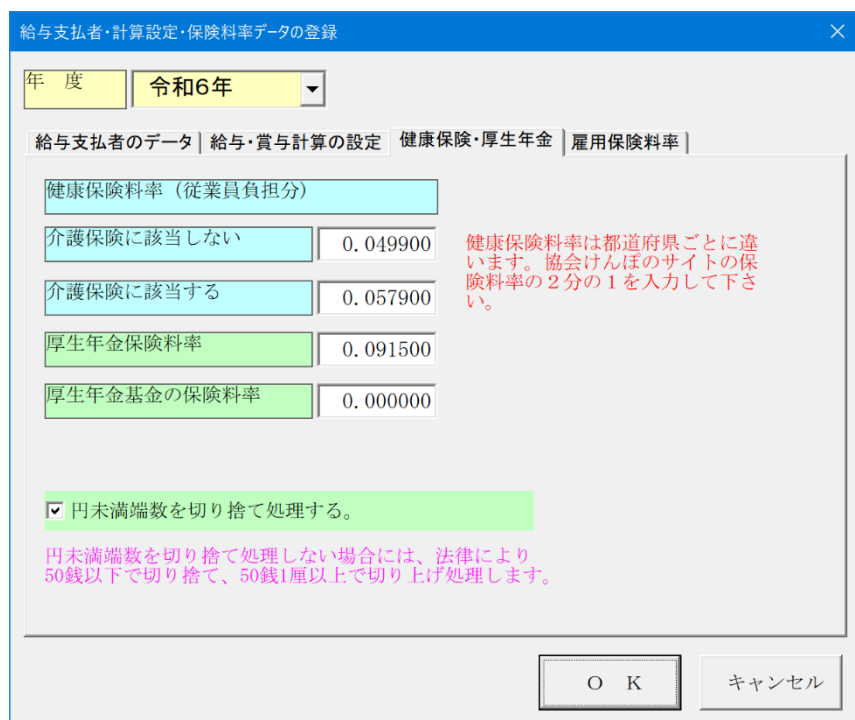 給与支払者・計算設定・保険料率データの登録
年　度
令和6年
給与支払者のデータ
給与・賞与計算の設定
健康保険・厚生年金
雇用保険料率
健康保険料率（従業員負担分）
介護保険に該当しない
0.049900
健康保険料率は都道府県ごとに違
います。協会けんぽのサイトの保
険料率の２分の１を入力して下さ
い。
介護保険に該当する
0.057900
厚生年金保険料率
0.091500
厚生年金基金の保険料率
0.000000
円未満端数を切り捨て処理する。
円未満端数を切り捨て処理しない場合には、法律により
50銭以下で切り捨て、50銭1厘以上で切り上げ処理します。
ＯＫ
キャンセル